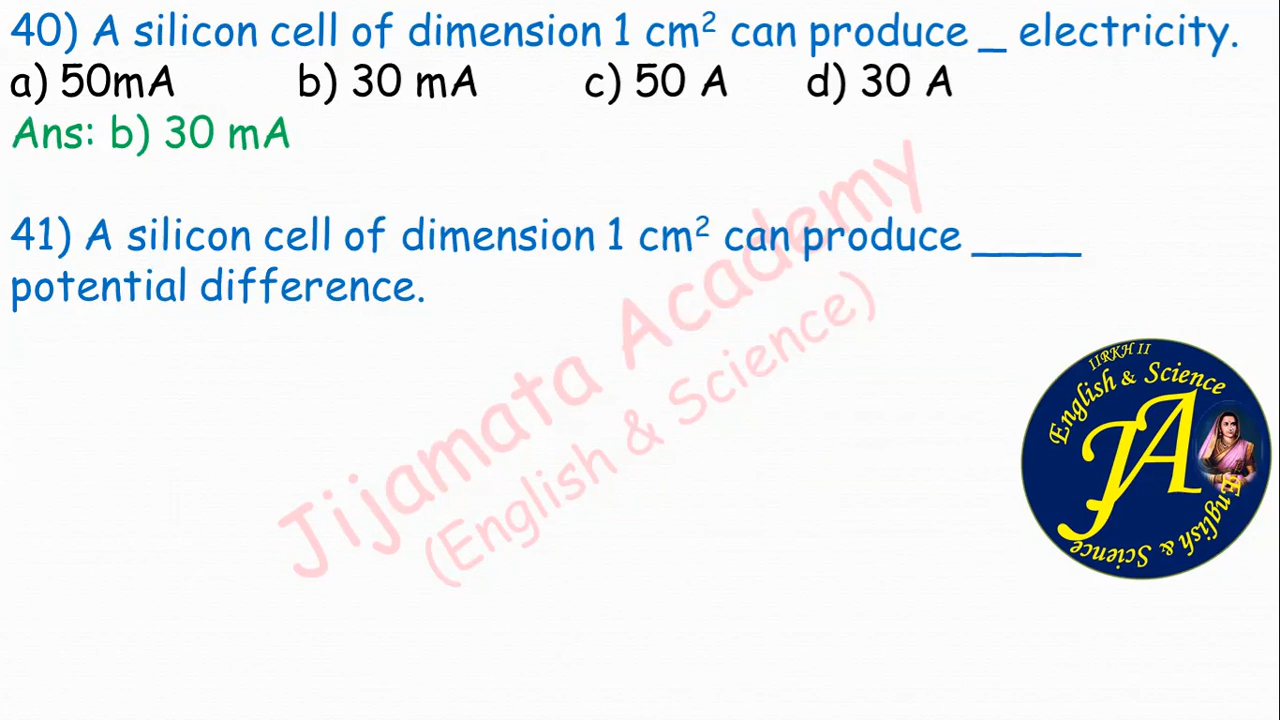 40) A silicon cell of dimension 1 cm² can produce _ electricity.
a) 50mA b) 30 mA c) 50 A d) 30 A
Ans: b) 30 mA
41) A silicon cell of dimension 1 cm² can produce ____
potential difference.
Jijamata Academy
(English & Science)
IIRKH II
English & Science
JA
English & Science